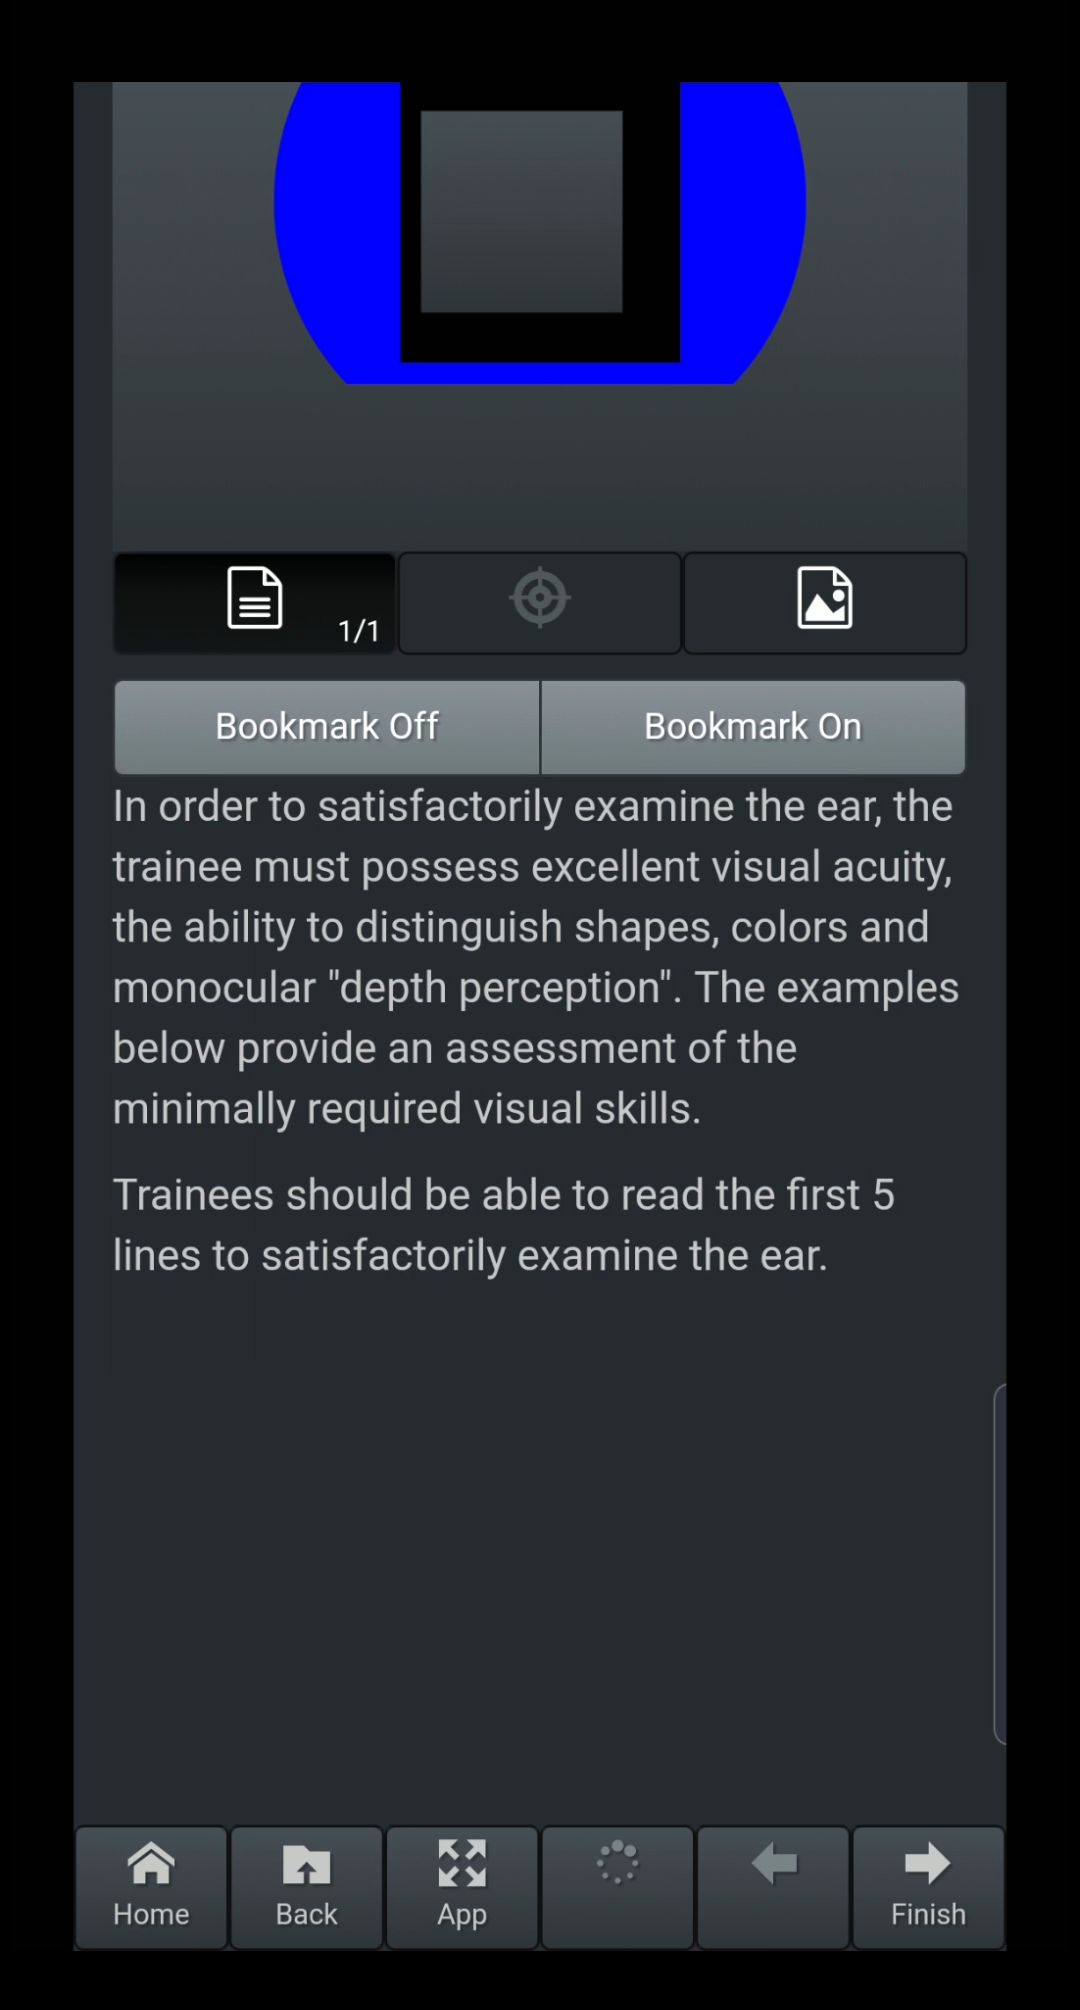 1/1
Bookmark Off Bookmark On
In order to satisfactorily examine the ear, the
trainee must possess excellent visual acuity,
the ability to distinguish shapes, colors and
monocular "depth perception". The examples
below provide an assessment of the
minimally required visual skills.
Trainees should be able to read the first 5
lines to satisfactorily examine the ear.
Home Back App Finish